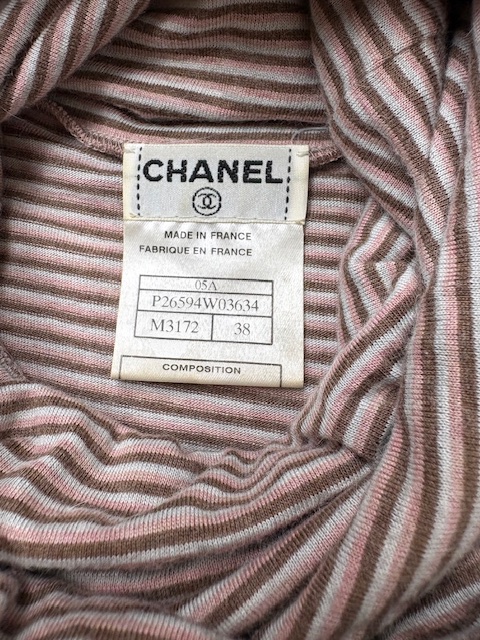 CHANEL
MADE IN FRANCE
FABRIQUE EN FRANCE
05A
P26594W03634
M3172 38
COMPOSITION